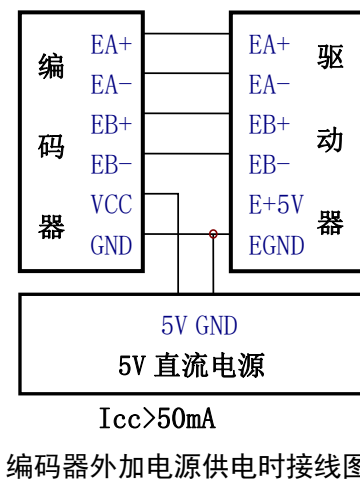 编码器
EA+
EA-
EB+
EB-
VCC
GND
驱动器
EA+
EA-
EB+
EB-
E+5V
EGND
5V GND
5V 直流电源
Icc>50mA
编码器外加电源供电时接线图